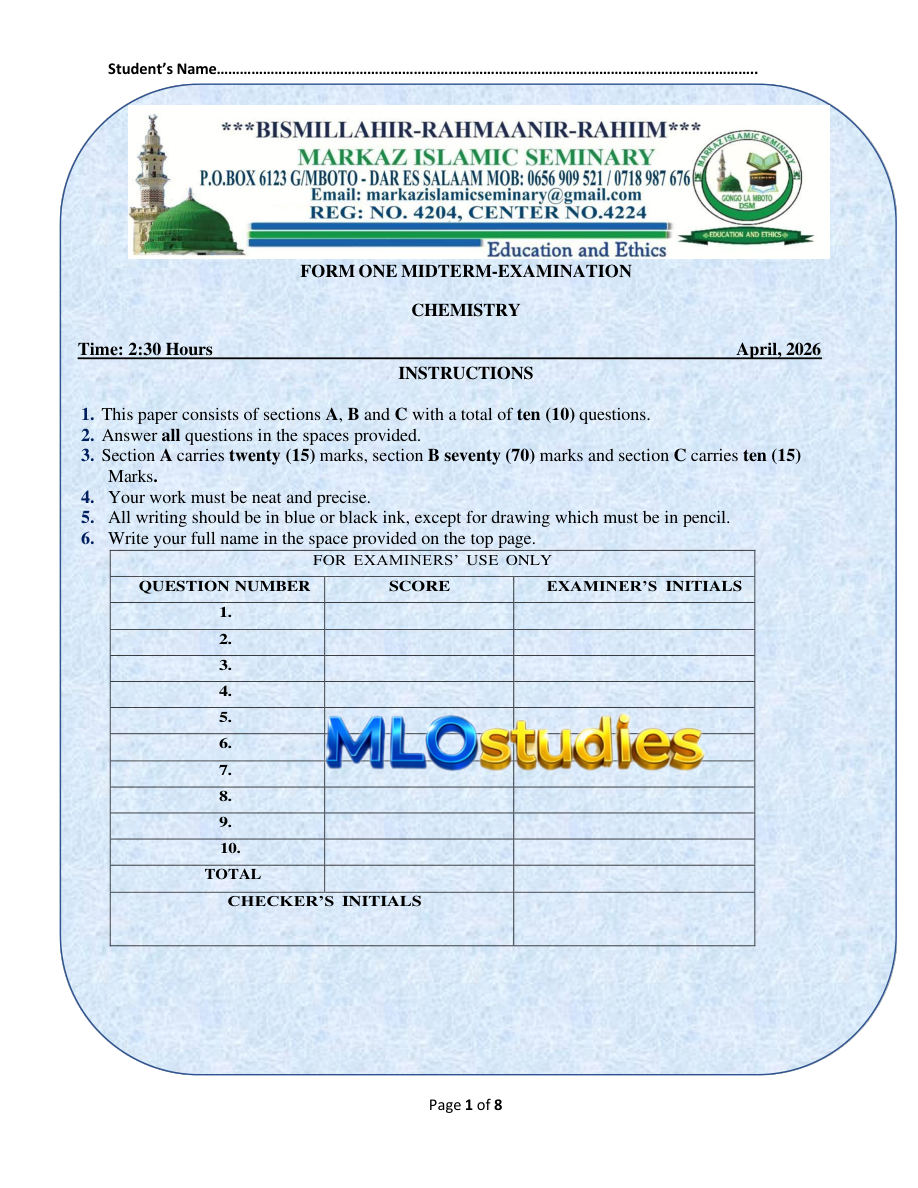 Student’s Name……………………………………………………………………………………………………………………………..
***BISMILLAHIR-RAHMAANIR-RAHIIM***
MARKAZ ISLAMIC SEMINARY
P.O.BOX 6123 G/MBOTO - DAR ES SALAAM MOB: 0656 909 521 / 0718 987 676
Email: markazislamicseminary@gmail.com
REG: NO. 4204, CENTER NO.4224
Education and Ethics
MARKAZ ISLAMIC SEMINARY
GONGO LA MBOTO
DSM
EDUCATION AND ETHICS
FORM ONE MIDTERM-EXAMINATION
CHEMISTRY
Time: 2:30 Hours April, 2026
INSTRUCTIONS
1. This paper consists of sections A, B and C with a total of ten (10) questions.
2. Answer all questions in the spaces provided.
3. Section A carries twenty (15) marks, section B seventy (70) marks and section C carries ten (15)
Marks.
4. Your work must be neat and precise.
5. All writing should be in blue or black ink, except for drawing which must be in pencil.
6. Write your full name in the space provided on the top page.
FOR EXAMINERS’ USE ONLY
QUESTION NUMBER SCORE EXAMINER’S INITIALS
1.
2.
3.
4.
5.
6.
7.
8.
9.
10.
TOTAL
CHECKER’S INITIALS
MLOstudies
Page 1 of 8